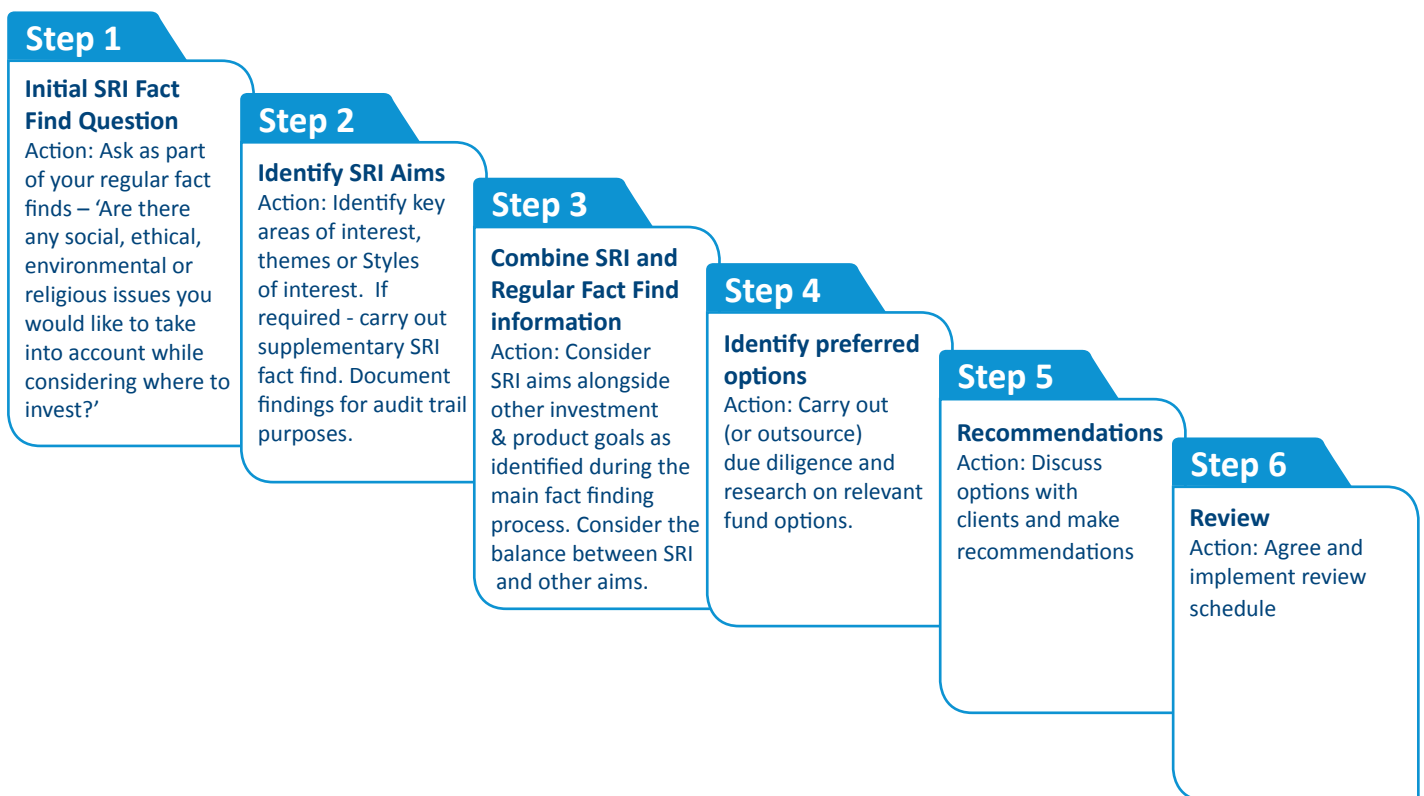 Step 1
Initial SRI Fact
Find Question
Action: Ask as part
of your regular fact
finds – ‘Are there
any social, ethical,
environmental or
religious issues you
would like to take
into account while
considering where to
invest?’
Step 2
Identify SRI Aims
Action: Identify key
areas of interest,
themes or Styles
of interest.  If
required - carry out
supplementary SRI
fact find. Document
findings for audit trail
purposes.
Step 3
Combine SRI and
Regular Fact Find
information
Action: Consider
SRI aims alongside
other investment
& product goals as
identified during the
main fact finding
process. Consider the
balance between SRI
and other aims.
Step 4
Identify preferred
options
Action: Carry out
(or outsource)
due diligence and
research on relevant
fund options.
Step 5
Recommendations
Action: Discuss
options with
clients and make
recommendations
Step 6
Review
Action: Agree and
implement review
schedule